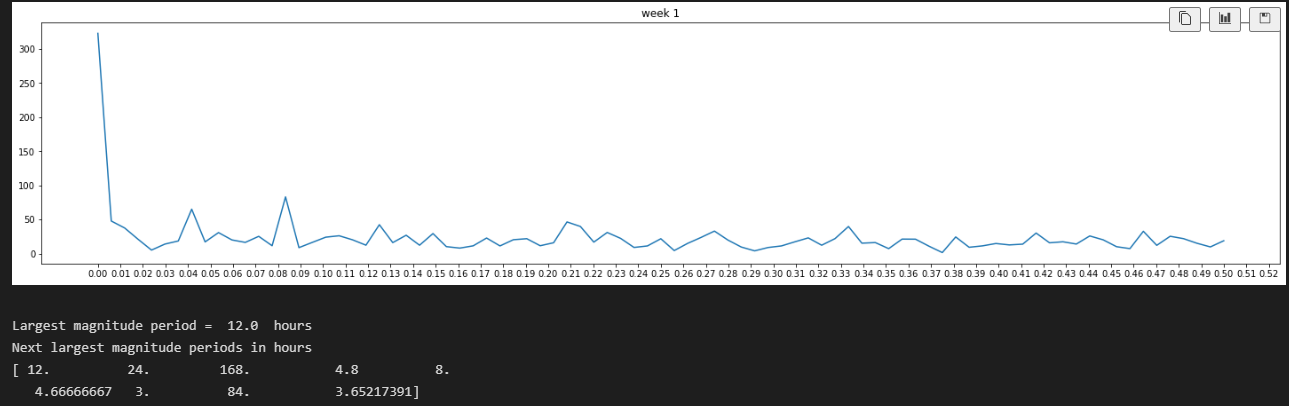 week 1
300
250
200
150
100
50
0
0.00 0.01 0.02 0.03 0.04 0.05 0.06 0.07 0.08 0.09 0.10 0.11 0.12 0.13 0.14 0.15 0.16 0.17 0.18 0.19 0.20 0.21 0.22 0.23 0.24 0.25 0.26 0.27 0.28 0.29 0.30 0.31 0.32 0.33 0.34 0.35 0.36 0.37 0.38 0.39 0.40 0.41 0.42 0.43 0.44 0.45 0.46 0.47 0.48 0.49 0.50 0.51 0.52
Largest magnitude period =  12.0  hours
Next largest magnitude periods in hours
[ 12.          24.         168.           4.8          8.
   4.66666667   3.          84.           3.65217391]